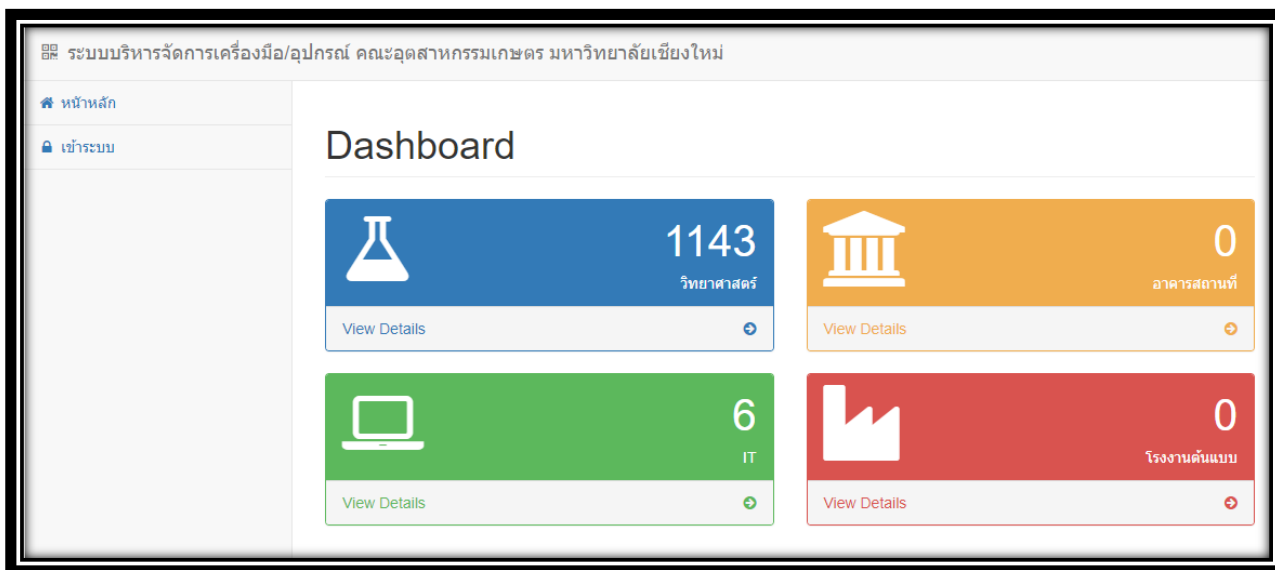 ระบบบริหารจัดการเครื่องมือ/อุปกรณ์ คณะอุตสาหกรรมเกษตร มหาวิทยาลัยเชียงใหม่
หน้าหลัก
เข้าระบบ
Dashboard
1143
วิทยาศาสตร์
View Details
0
อาคารสถานที่
View Details
6
IT
View Details
0
โรงงานต้นแบบ
View Details